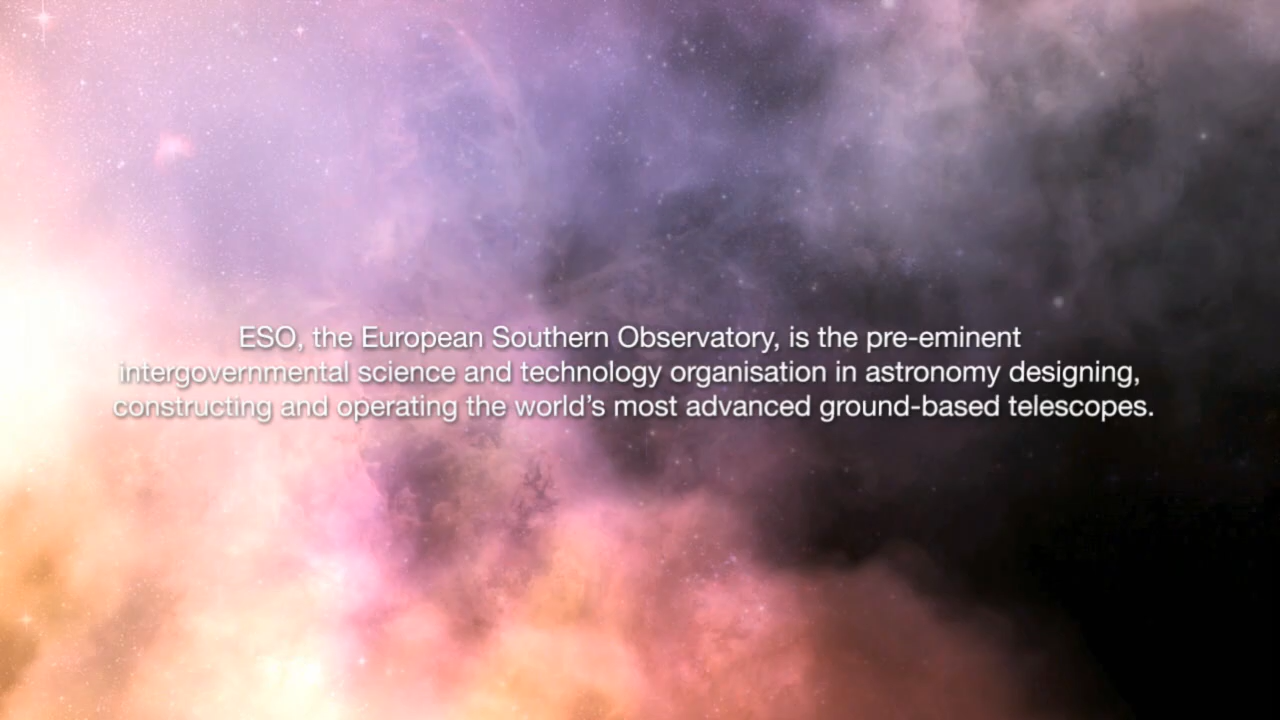 ESO, the European Southern Observatory, is the pre-eminent
intergovernmental science and technology organisation in astronomy designing,
constructing and operating the world’s most advanced ground-based telescopes.